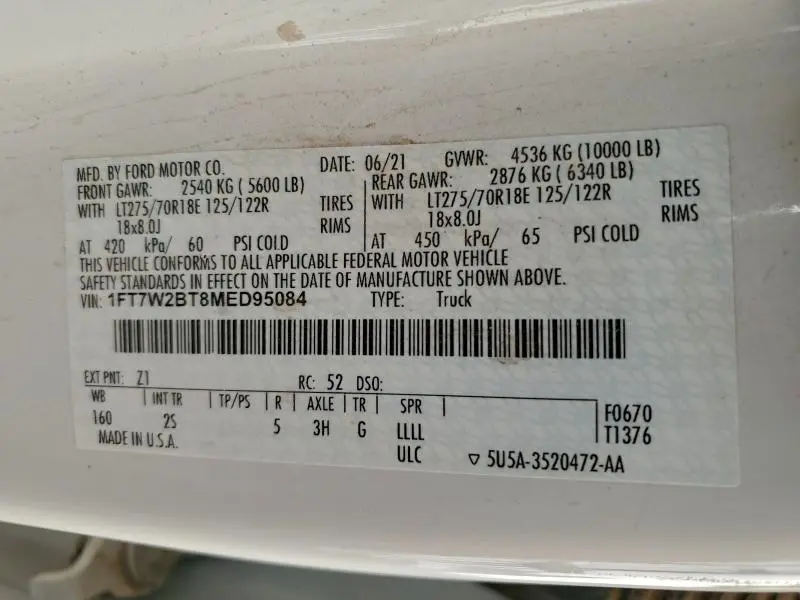 MFD. BY FORD MOTOR CO. DATE: 06/21 GVWR: 4536 KG (10000 LB)
FRONT GAWR: 2540 KG ( 5600 LB) REAR GAWR: 2876 KG ( 6340 LB)
WITH LT275/70R18E 125/122R TIRES WITH LT275/70R18E 125/122R TIRES
18x8.0J RIMS 18x8.0J RIMS
AT 420 kPa/ 60 PSI COLD AT 450 kPa/ 65 PSI COLD
THIS VEHICLE CONFORMS TO ALL APPLICABLE FEDERAL MOTOR VEHICLE
SAFETY STANDARDS IN EFFECT ON THE DATE OF MANUFACTURE SHOWN ABOVE.
VIN: 1FT7W2BT8MED95084 TYPE: Truck
EXT PNT: Z1 RC: 52 DSO:
WB INT TR TP/PS R AXLE TR SPR F0670
160 2S 5 3H G LLLL T1376
MADE IN U.S.A. ULC 5U5A-3520472-AA